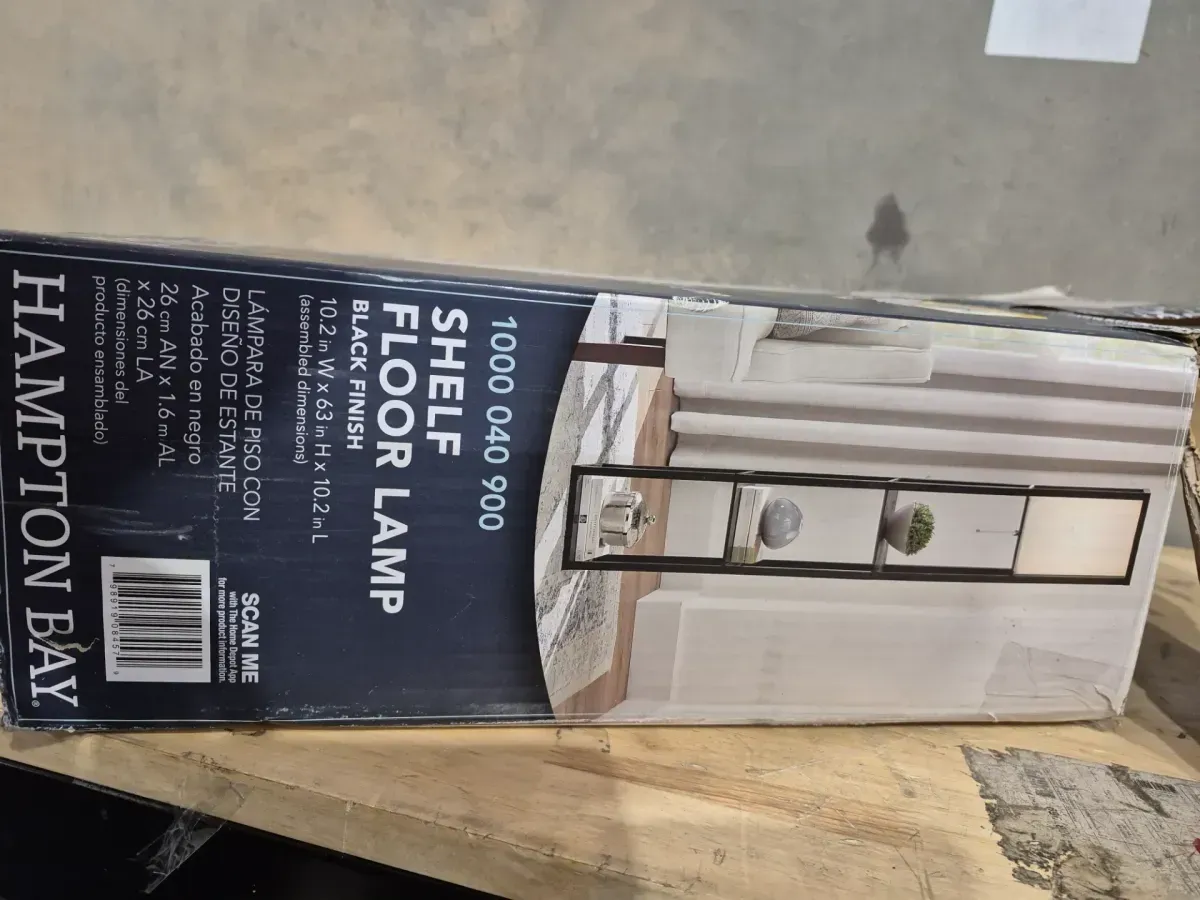 1000 040 900
SHELF
FLOOR LAMP
BLACK FINISH
10.2 in W x 63 in H x 10.2 in L
(assembled dimensions)
LÁMPARA DE PISO CON
DISEÑO DE ESTANTE
Acabado en negro
26 cm AN x 1.6 m AL
x 26 cm LA
(dimensiones del
producto ensamblado)
SCAN ME
with The Home Depot App
for more product information.
HAMPTON BAY®